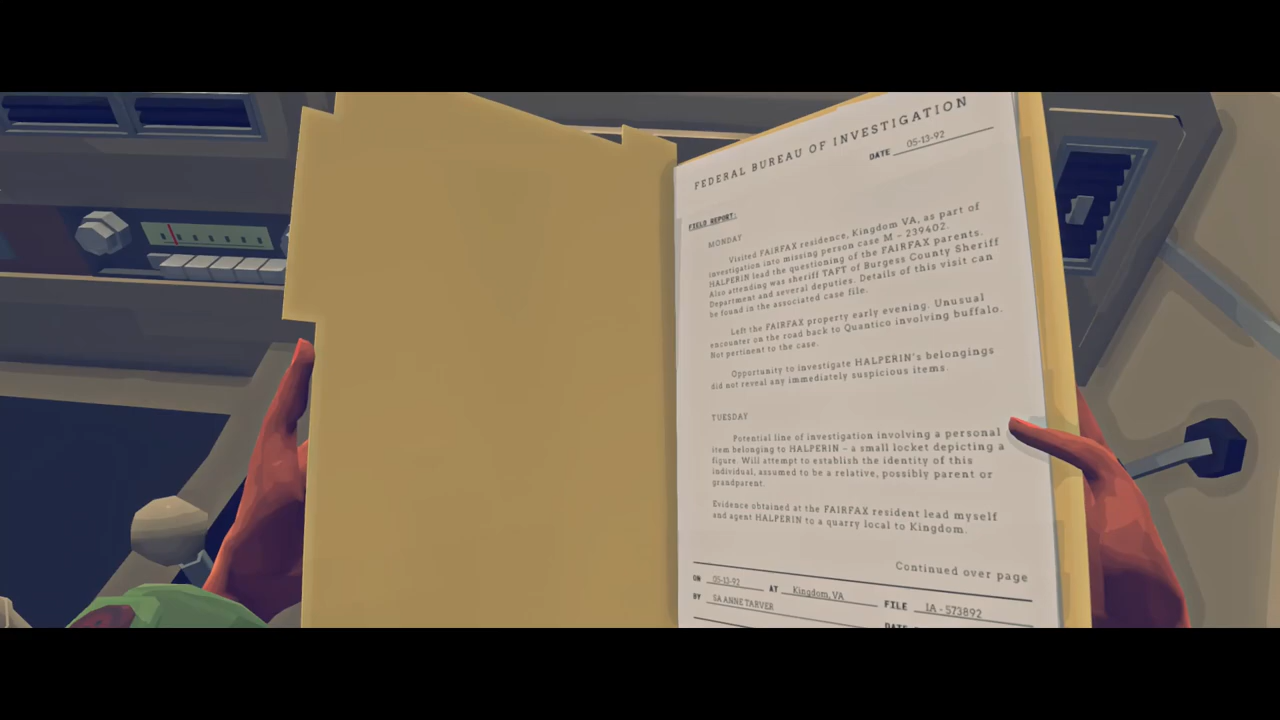 FEDERAL BUREAU OF INVESTIGATION
DATE 05-13-92
FIELD REPORT:
MONDAY
Visited FAIRFAX residence, Kingdom VA, as part of
investigation into missing person case M - 239402.
HALPERIN lead the questioning of the FAIRFAX parents.
Also attending was sheriff TAFT of Burgess County Sheriff
Department and several deputies. Details of this visit can
be found in the associated case file.
Left the FAIRFAX property early evening. Unusual
encounter on the road back to Quantico involving buffalo.
Not pertinent to the case.
Opportunity to investigate HALPERIN's belongings
did not reveal any immediately suspicious items.
TUESDAY
Potential line of investigation involving a personal
item belonging to HALPERIN - a small locket depicting a
figure. Will attempt to establish the identity of this
individual, assumed to be a relative, possibly parent or
grandparent.
Evidence obtained at the FAIRFAX resident lead myself
and agent HALPERIN to a quarry local to Kingdom.
Continued over page
ON 05-13-92 AT Kingdom, VA FILE 1A - 573892
BY SA ANNE TARVER